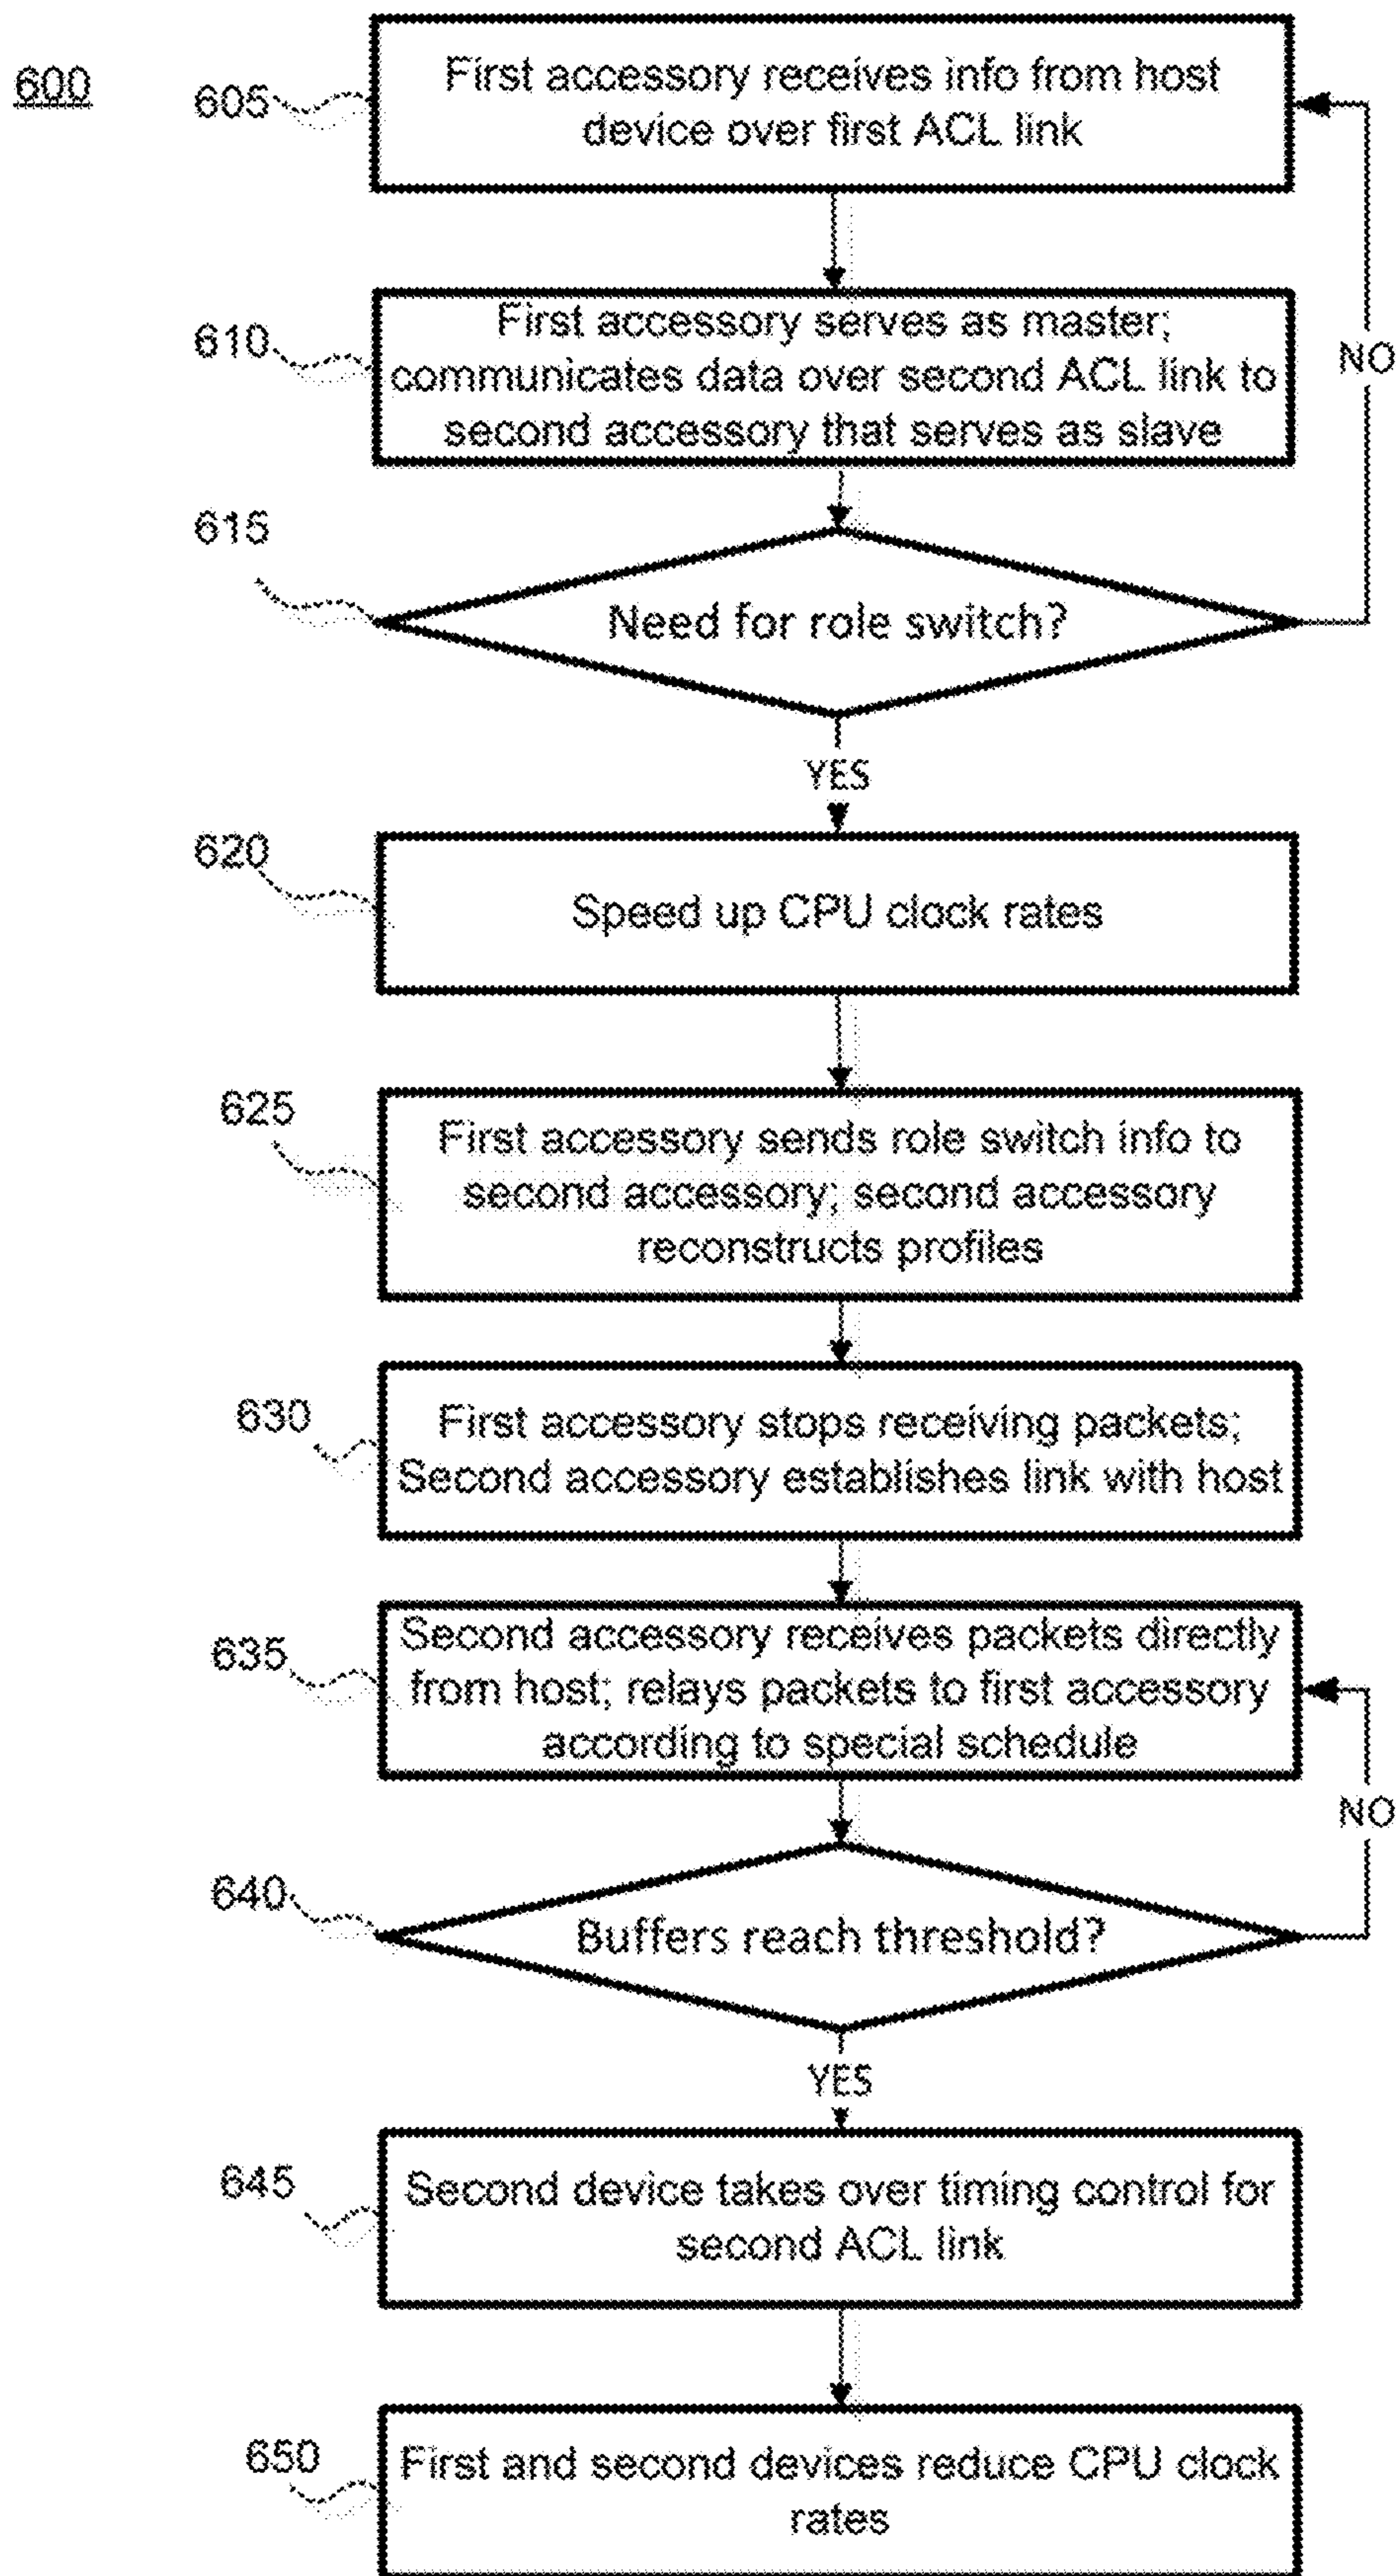 600
605
First accessory receives info from host
device over first ACL link
610
First accessory serves as master;
communicates data over second ACL link to
second accessory that serves as slave
NO
615
Need for role switch?
YES
620
Speed up CPU clock rates
625
First accessory sends role switch info to
second accessory; second accessory
reconstructs profiles
630
First accessory stops receiving packets;
Second accessory establishes link with host
635
Second accessory receives packets directly
from host; relays packets to first accessory
according to special schedule
NO
640
Buffers reach threshold?
YES
645
Second device takes over timing control for
second ACL link
650
First and second devices reduce CPU clock
rates